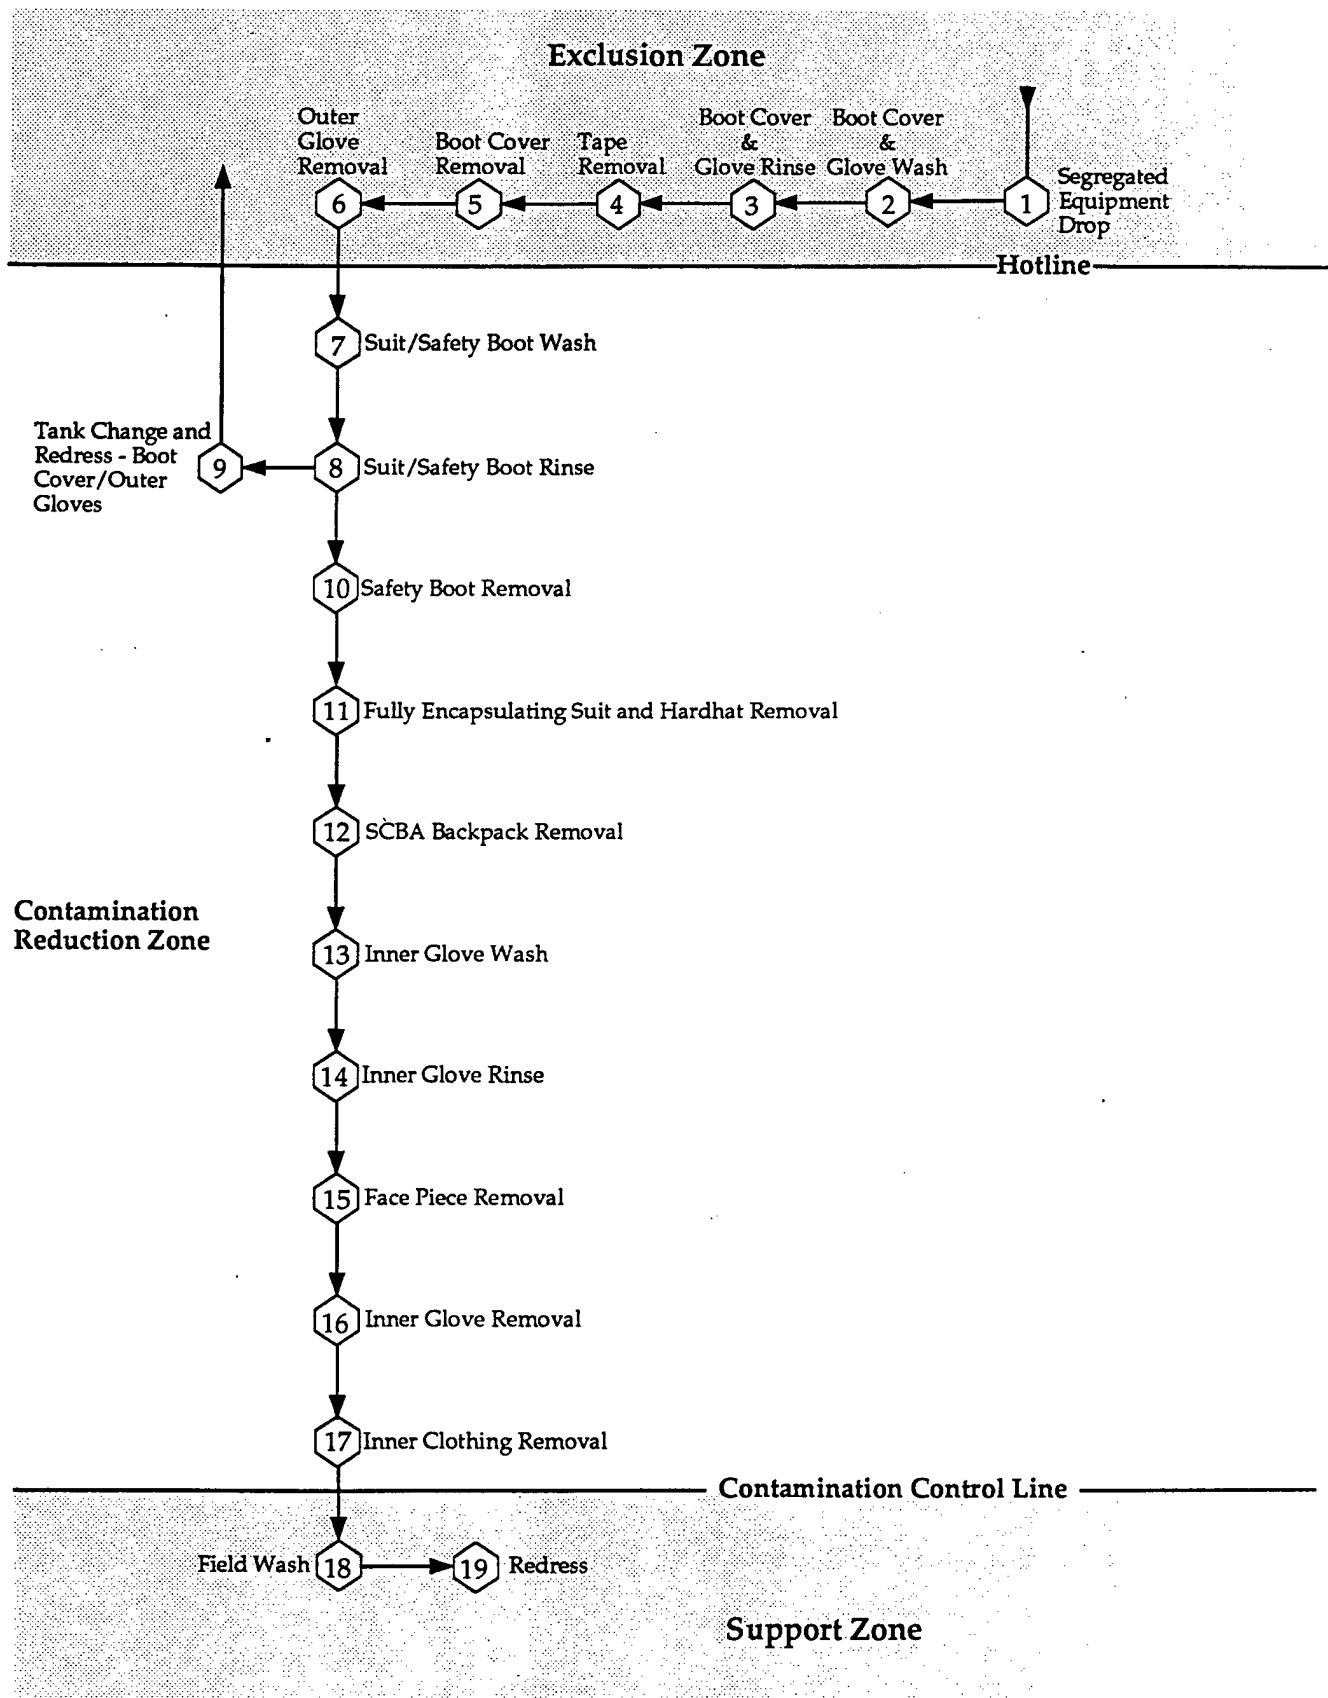 Exclusion Zone
Outer
Glove
Removal
6
Boot Cover
Removal
5
Tape
Removal
4
Boot Cover
&
Glove Rinse
3
Boot Cover
&
Glove Wash
2
1
Segregated
Equipment
Drop
Hotline
7
Suit/Safety Boot Wash
Tank Change and
Redress - Boot
Cover/Outer
Gloves
9
8
Suit/Safety Boot Rinse
10
Safety Boot Removal
11
Fully Encapsulating Suit and Hardhat Removal
12
SCBA Backpack Removal
Contamination
Reduction Zone
13
Inner Glove Wash
14
Inner Glove Rinse
15
Face Piece Removal
16
Inner Glove Removal
17
Inner Clothing Removal
Contamination Control Line
Field Wash
18
19
Redress
Support Zone